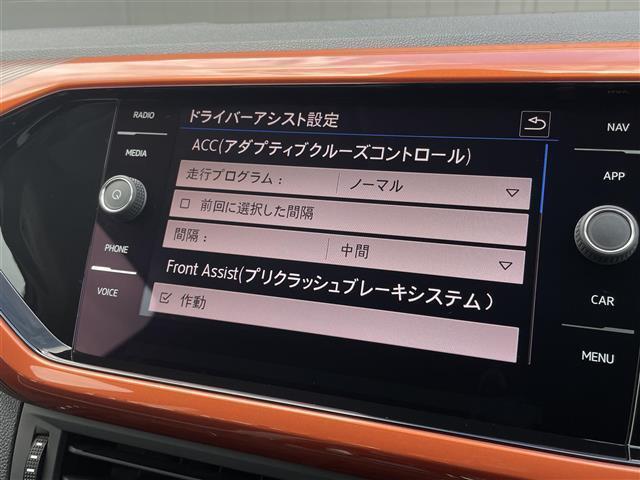 RADIO
MEDIA
PHONE
VOICE
ドライバーアシスト設定
ACC(アダプティブクルーズコントロール)
走行プログラム： ノーマル
前回に選択した間隔
間隔： 中間
Front Assist(プリクラッシュブレーキシステム)
作動
NAV
APP
CAR
MENU